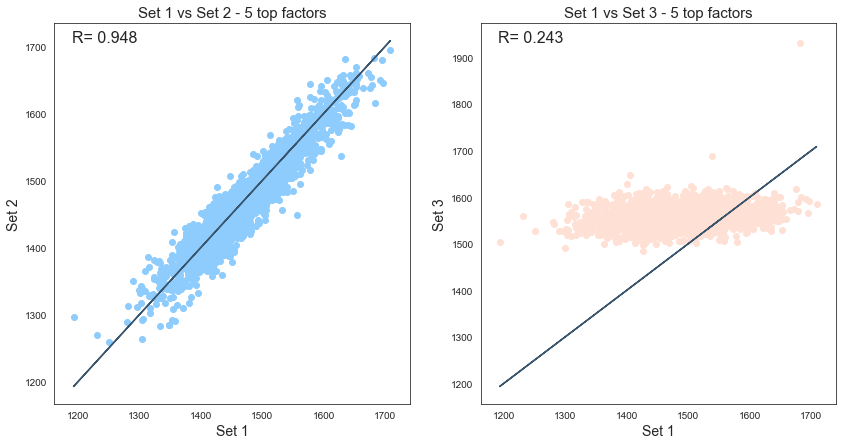 Set 1 vs Set 2 - 5 top factors
R= 0.948
1700
1600
1500
1400
1300
1200
Set 2
1200 1300 1400 1500 1600 1700
Set 1
Set 1 vs Set 3 - 5 top factors
R= 0.243
1900
1800
1700
1600
1500
1400
1300
1200
Set 3
1200 1300 1400 1500 1600 1700
Set 1